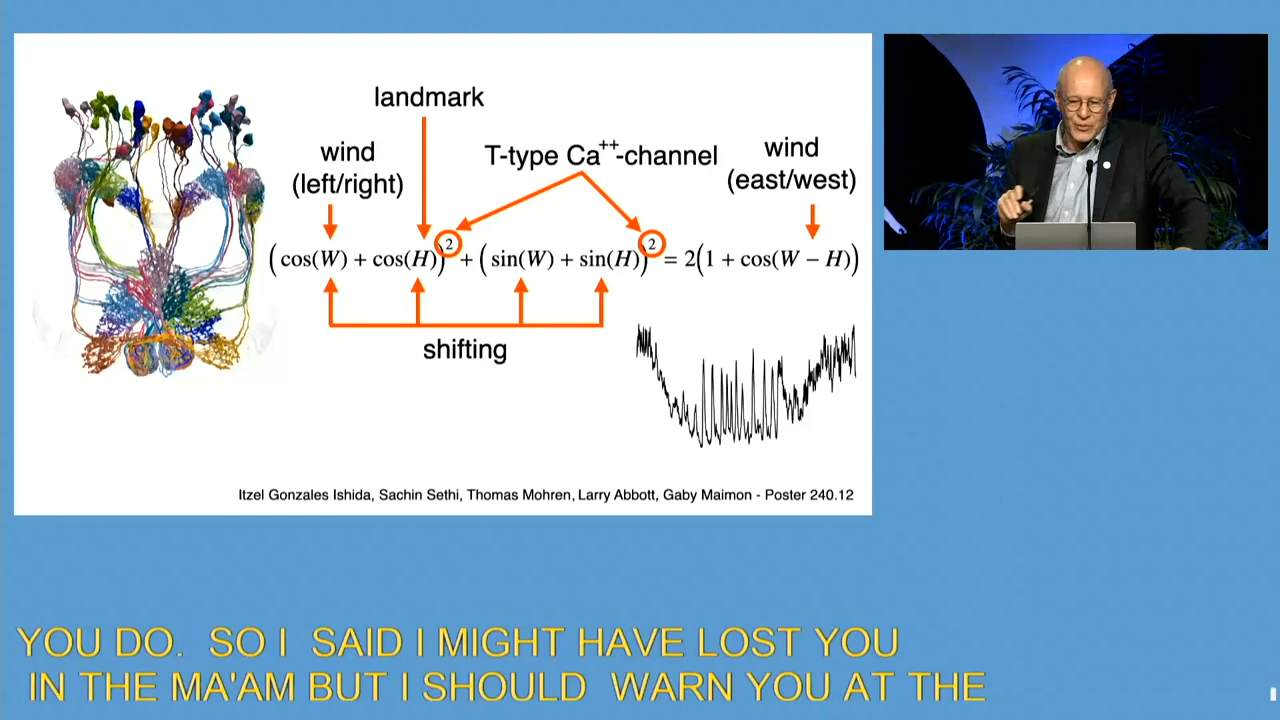 landmark
wind
(left/right)
T-type Ca++-channel
wind
(east/west)
(cos(W) + cos(H))² + (sin(W) + sin(H))² = 2(1 + cos(W − H))
shifting
Itzel Gonzales Ishida, Sachin Sethi, Thomas Mohren, Larry Abbott, Gaby Maimon - Poster 240.12
YOU DO. SO I SAID I MIGHT HAVE LOST YOU
IN THE MA'AM BUT I SHOULD WARN YOU AT THE